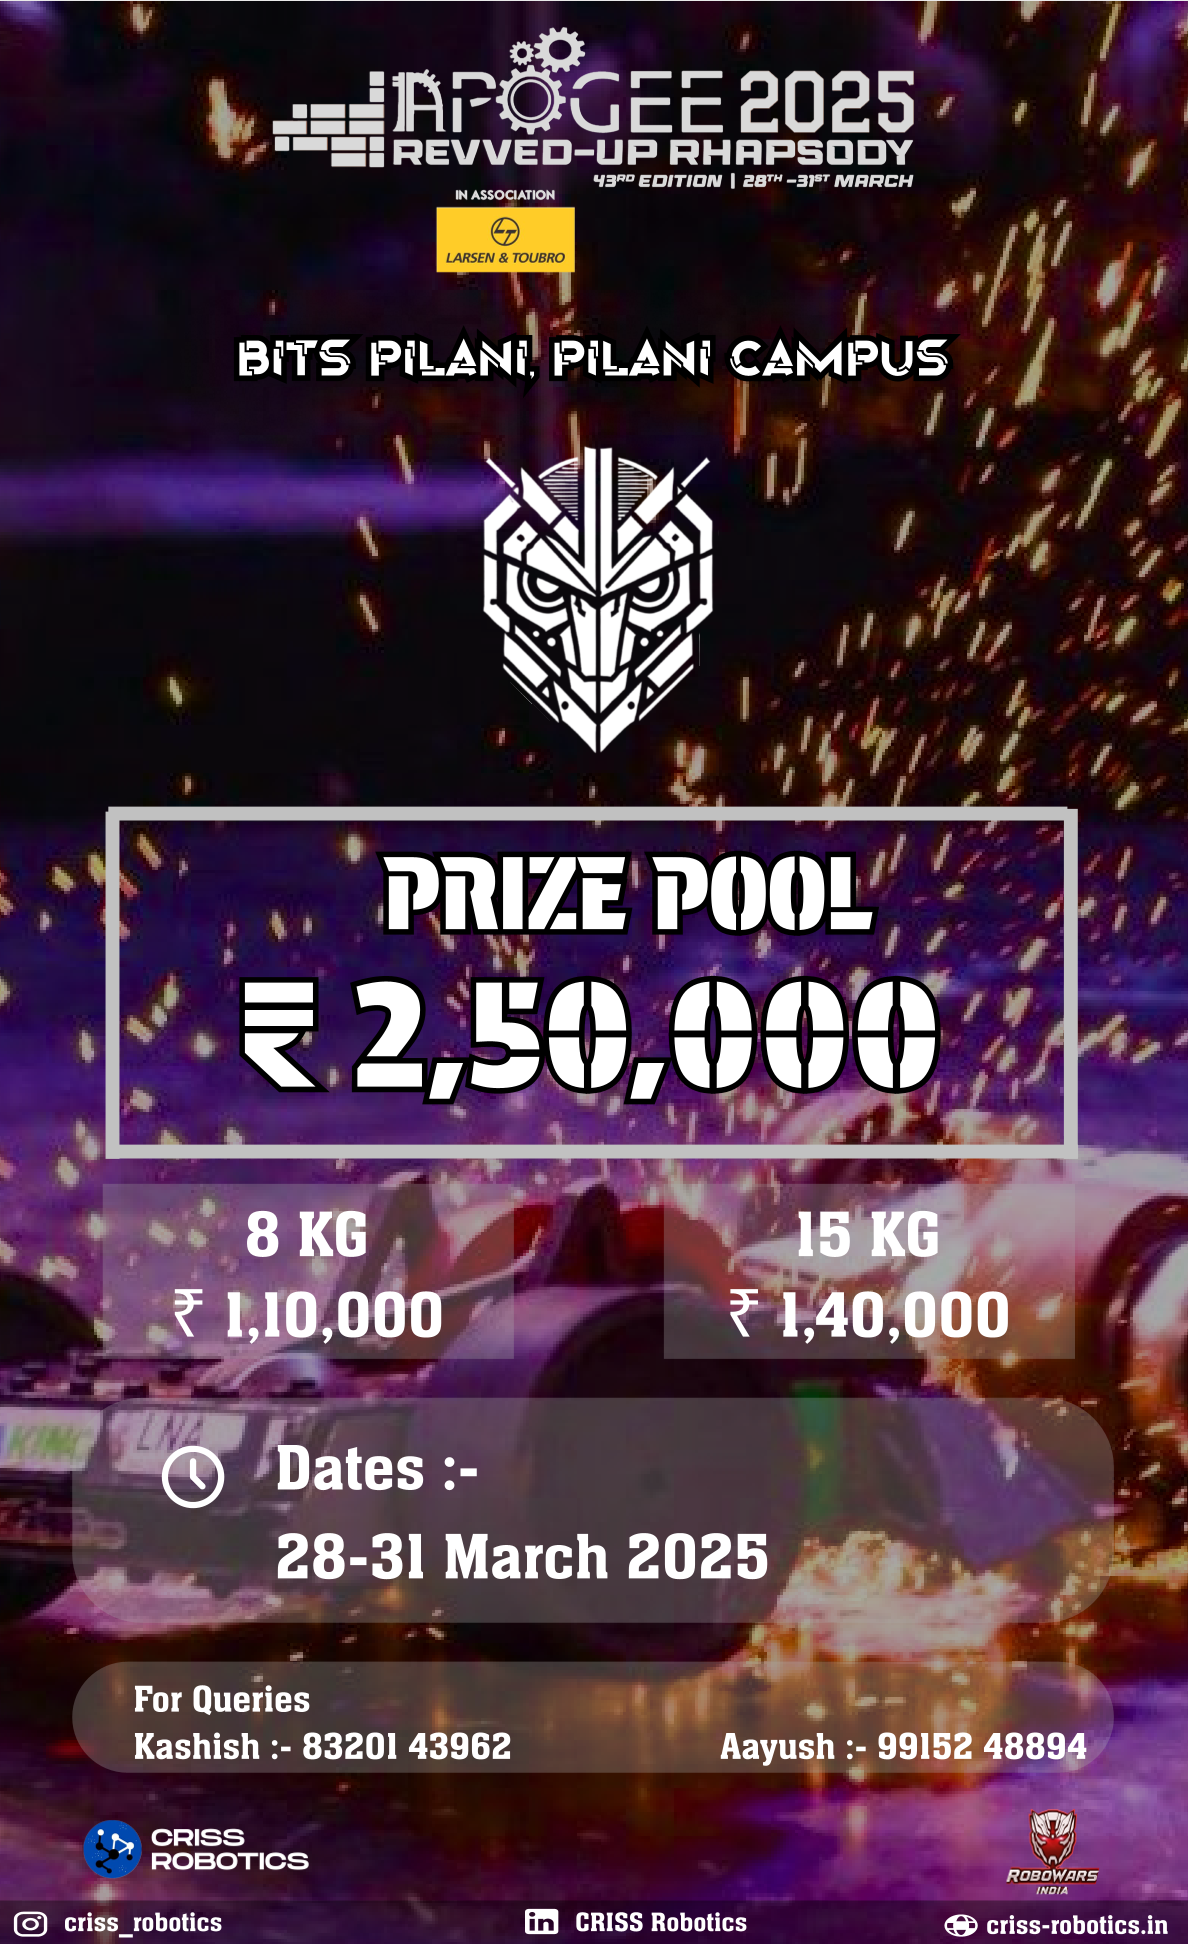 APOGEE 2025
REVVED-UP RHAPSODY
43RD EDITION | 28TH -31ST MARCH
IN ASSOCIATION
LARSEN & TOUBRO
BITS PILANI, PILANI CAMPUS
PRIZE POOL
₹ 2,50,000
8 KG
₹ 1,10,000
15 KG
₹ 1,40,000
KING
LNA
Dates :-
28-31 March 2025
For Queries
Kashish :- 83201 43962
Aayush :- 99152 48894
CRISS
ROBOTICS
ROBOWARS
INDIA
criss_robotics
CRISS Robotics
criss-robotics.in